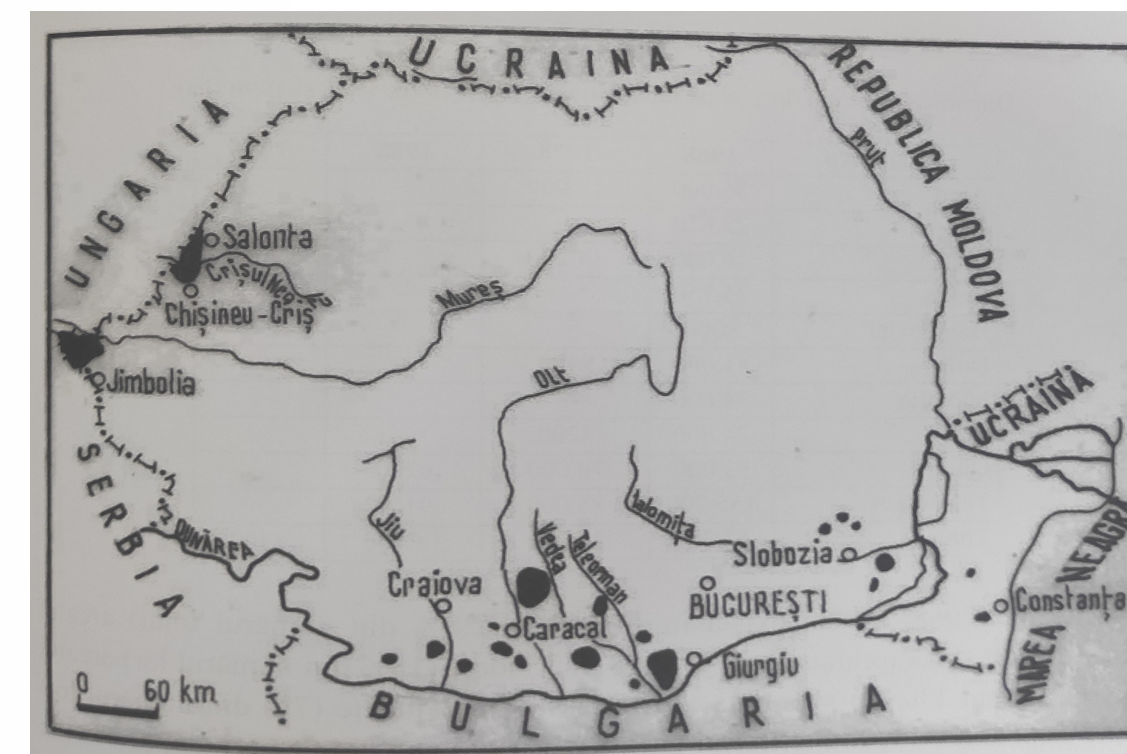 UCRAINA
REPUBLICA MOLDOVA
UNGARIA
Prut
Salonta
Crișul Negru
Chișineu-Criș
Mureș
Jimbolia
Olt
UCRAINA
SERBIA
DUNĂREA
Jiu
Vedea
Teleorman
Ialomița
Slobozia
Craiova
BUCUREȘTI
Caracal
Constanța
MAREA NEAGRĂ
Giurgiu
0 60 km
BULGARIA